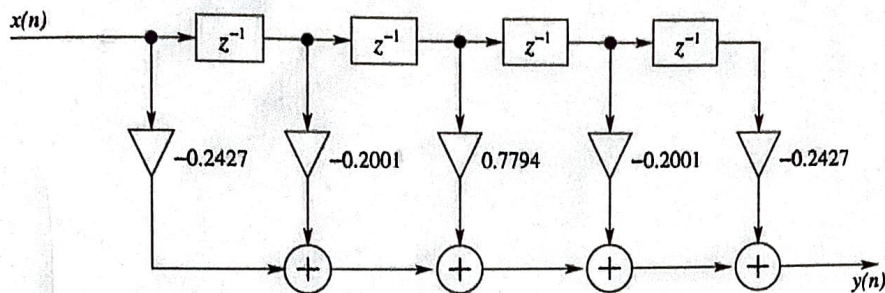 x(n)
z⁻¹
z⁻¹
z⁻¹
z⁻¹
−0.2427
−0.2001
0.7794
−0.2001
−0.2427
+
+
+
+
y(n)